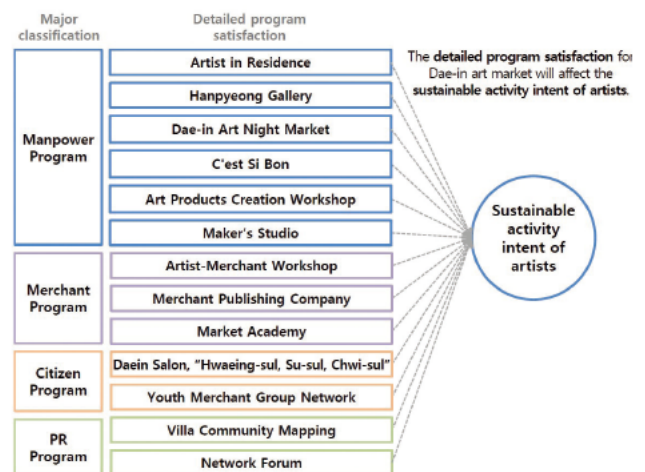 Major
classification
Detailed program
satisfaction
The detailed program satisfaction for
Dae-in art market will affect the
sustainable activity intent of artists.
Manpower
Program
Artist in Residence
Hanpyeong Gallery
Dae-in Art Night Market
C'est Si Bon
Art Products Creation Workshop
Maker's Studio
Merchant
Program
Artist-Merchant Workshop
Merchant Publishing Company
Market Academy
Citizen
Program
Daein Salon, "Hwaeing-sul, Su-sul, Chwi-sul"
Youth Merchant Group Network
PR
Program
Villa Community Mapping
Network Forum
Sustainable
activity
intent of
artists